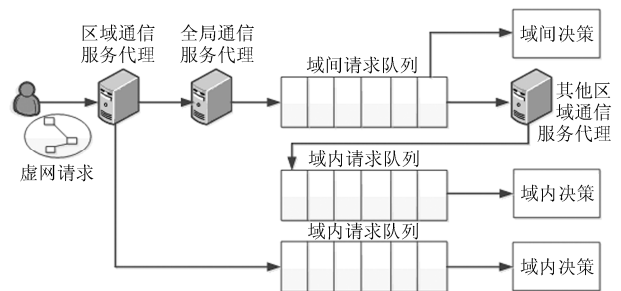 区域通信
服务代理
全局通信
服务代理
域间请求队列
域间决策
其他区
域通信
服务代理
虚网请求
域内请求队列
域内决策
域内请求队列
域内决策